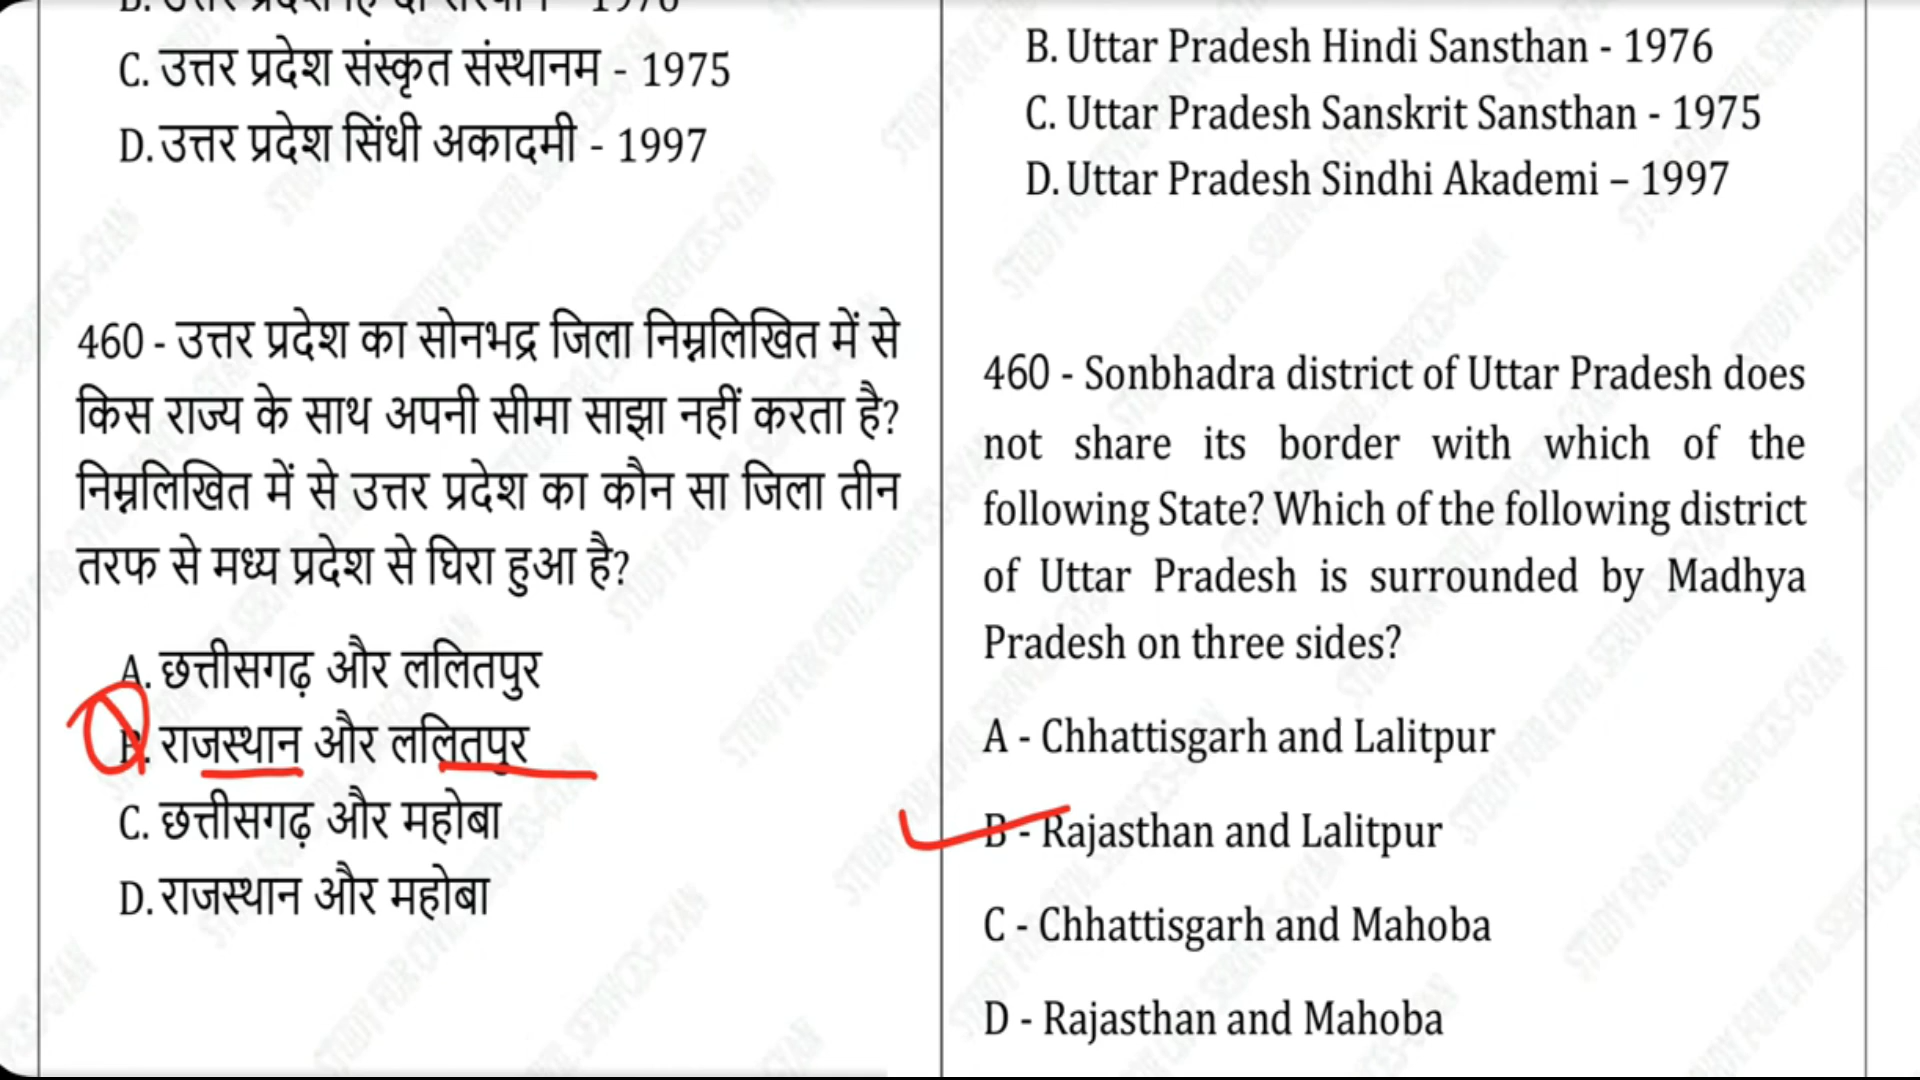 B. उत्तर प्रदेश हिन्दी संस्थान - 1976
C. उत्तर प्रदेश संस्कृत संस्थानम - 1975
D. उत्तर प्रदेश सिंधी अकादमी - 1997
460 - उत्तर प्रदेश का सोनभद्र जिला निम्नलिखित में से
किस राज्य के साथ अपनी सीमा साझा नहीं करता है?
निम्नलिखित में से उत्तर प्रदेश का कौन सा जिला तीन
तरफ से मध्य प्रदेश से घिरा हुआ है?
A. छत्तीसगढ़ और ललितपुर
B. राजस्थान और ललितपुर
C. छत्तीसगढ़ और महोबा
D. राजस्थान और महोबा
B. Uttar Pradesh Hindi Sansthan - 1976
C. Uttar Pradesh Sanskrit Sansthan - 1975
D. Uttar Pradesh Sindhi Akademi – 1997
460 - Sonbhadra district of Uttar Pradesh does
not share its border with which of the
following State? Which of the following district
of Uttar Pradesh is surrounded by Madhya
Pradesh on three sides?
A - Chhattisgarh and Lalitpur
B - Rajasthan and Lalitpur
C - Chhattisgarh and Mahoba
D - Rajasthan and Mahoba